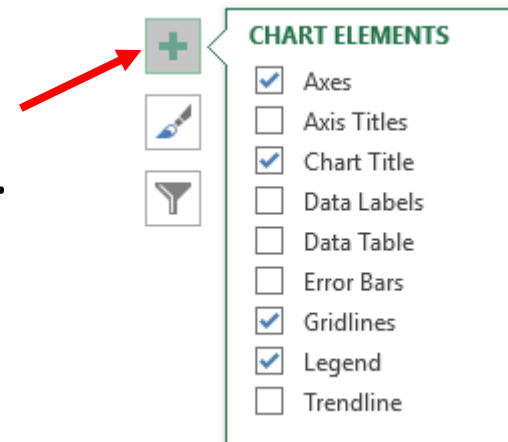 CHART ELEMENTS
Axes
Axis Titles
Chart Title
Data Labels
Data Table
Error Bars
Gridlines
Legend
Trendline